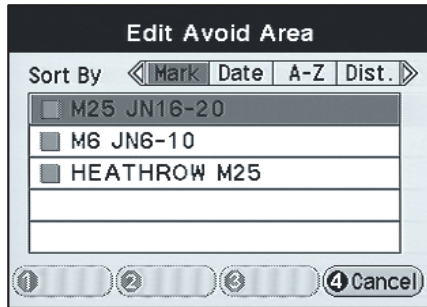 Edit Avoid Area
Sort By Mark Date A-Z Dist.
M25 JN16-20
M6 JN6-10
HEATHROW M25
1 2 3 4 Cancel